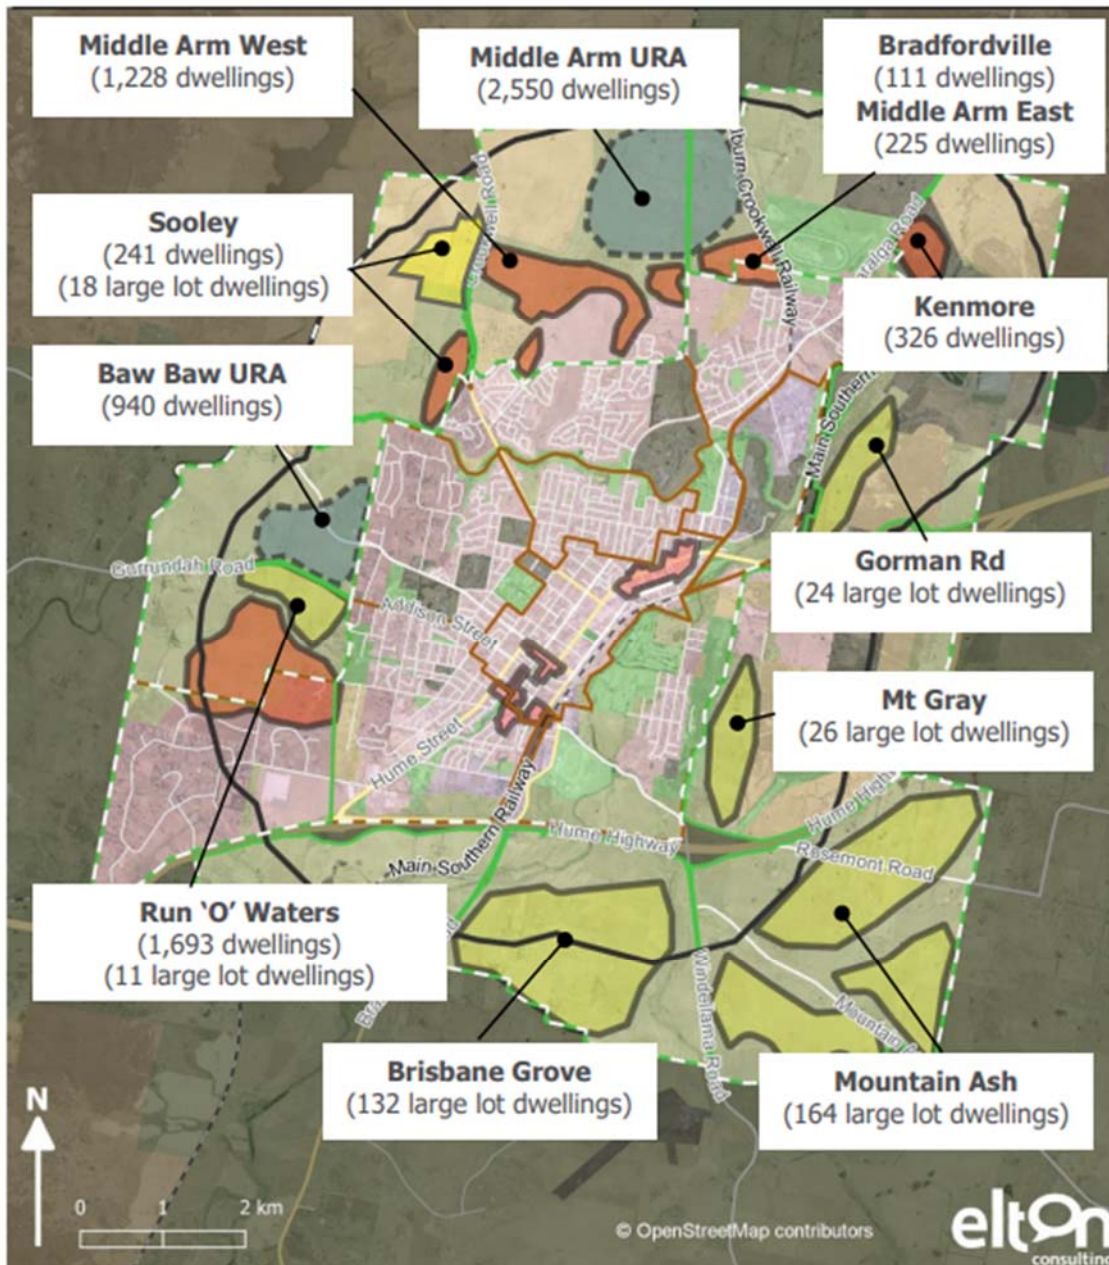 Middle Arm West
(1,228 dwellings)
Middle Arm URA
(2,550 dwellings)
Bradfordville
(111 dwellings)
Middle Arm East
(225 dwellings)
Sooley
(241 dwellings)
(18 large lot dwellings)
Kenmore
(326 dwellings)
Baw Baw URA
(940 dwellings)
Main Southern
Gorman Rd
(24 large lot dwellings)
Gurrundah Road
Addison Street
Mt Gray
(26 large lot dwellings)
Hume Street
Main Southern Railway
Hume Highway
Rosemont Road
Run ‘O’ Waters
(1,693 dwellings)
(11 large lot dwellings)
Windellama Road
Mountain
Brisbane Grove
(132 large lot dwellings)
Mountain Ash
(164 large lot dwellings)
N
0 1 2 km
© OpenStreetMap contributors
elton
consulting